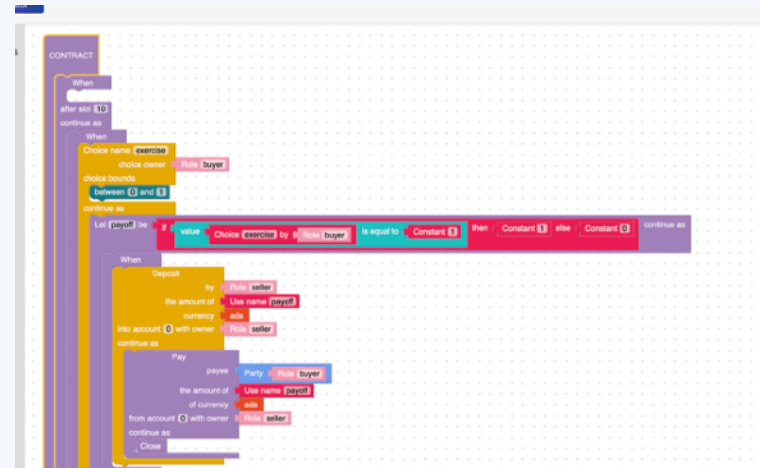 CONTRACT
When
after slot 10
continue as
When
Choice name exercise
choice owner Role buyer
choice bounds
between 0 and 1
continue as
Let payoff be if value Choice exercise by Role buyer is equal to Constant 1 then Constant 1 else Constant 0 continue as
When
Deposit
by Role seller
the amount of Use name payoff
currency ada
into account 0 with owner Role seller
continue as
Pay
payee Party Role buyer
the amount of Use name payoff
of currency ada
from account 0 with owner Role seller
continue as
Close